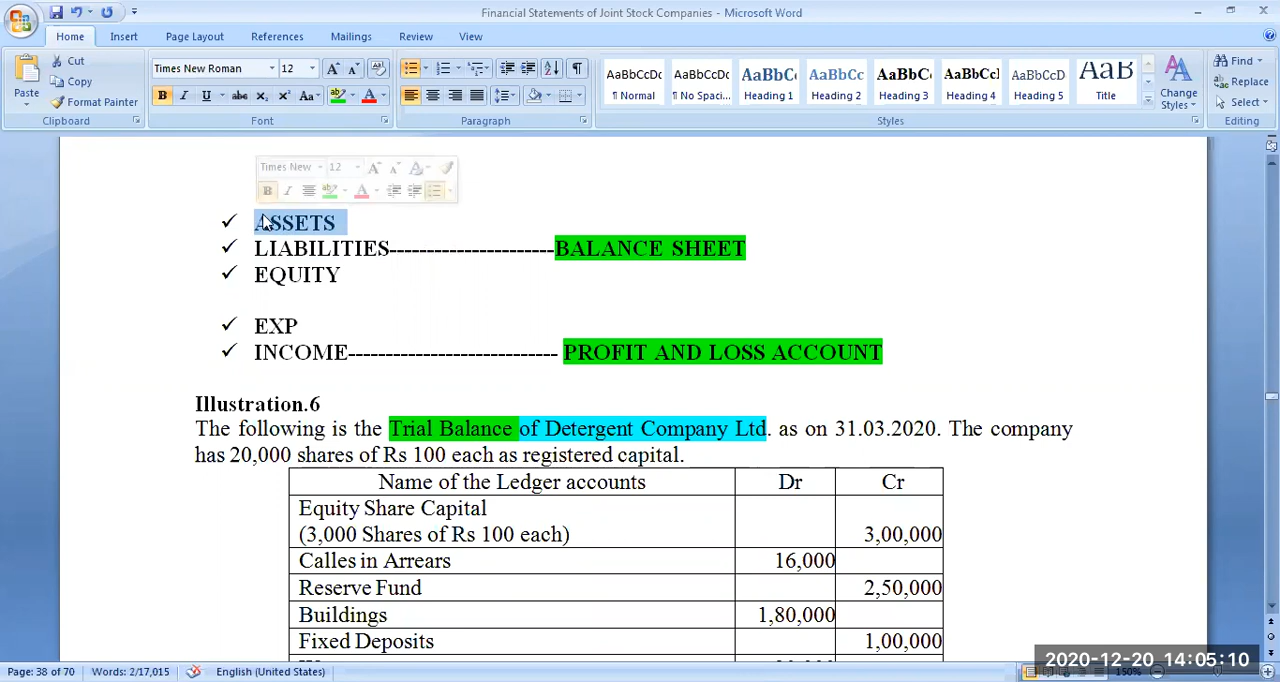 Financial Statements of Joint Stock Companies - Microsoft Word
Home Insert Page Layout References Mailings Review View
Paste
Cut
Copy
Format Painter
Clipboard
Times New Roman 12
Font
Paragraph
AaBbCcDc AaBbCcDc AaBbC AaBbCc AaBbC AaBbCcl AaBbCcD AaB
¶ Normal ¶ No Spaci... Heading 1 Heading 2 Heading 3 Heading 4 Heading 5 Title
Change Styles
Styles
Find
Replace
Select
Editing
Times New 12
✓ ASSETS
✓ LIABILITIES----------------------BALANCE SHEET
✓ EQUITY
✓ EXP
✓ INCOME---------------------------- PROFIT AND LOSS ACCOUNT
Illustration.6
The following is the Trial Balance of Detergent Company Ltd. as on 31.03.2020. The company
has 20,000 shares of Rs 100 each as registered capital.
Name of the Ledger accounts Dr Cr
Equity Share Capital
(3,000 Shares of Rs 100 each) 3,00,000
Calles in Arrears 16,000
Reserve Fund 2,50,000
Buildings 1,80,000
Fixed Deposits 1,00,000
Page: 38 of 70 Words: 2/17,015 English (United States) 150%
2020-12-20 14:05:10